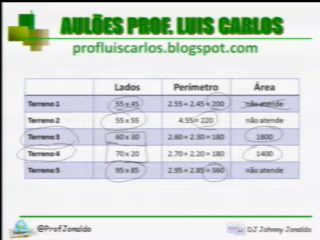 AULÕES PROF. LUIS CARLOS
profluiscarlos.blogspot.com
Lados Perímetro Área
Terreno 1 55 x 45 2.55 + 2.45 = 200 não atende
Terreno 2 55 x 55 4.55 = 220 não atende
Terreno 3 60 x 30 2.60 + 2.30 = 180 1800
Terreno 4 70 x 20 2.70 + 2.20 = 180 1400
Terreno 5 95 x 85 2.95 + 2.85 = 360 não atende
@ProfJonaldo
DJ Johnny Jonaldo